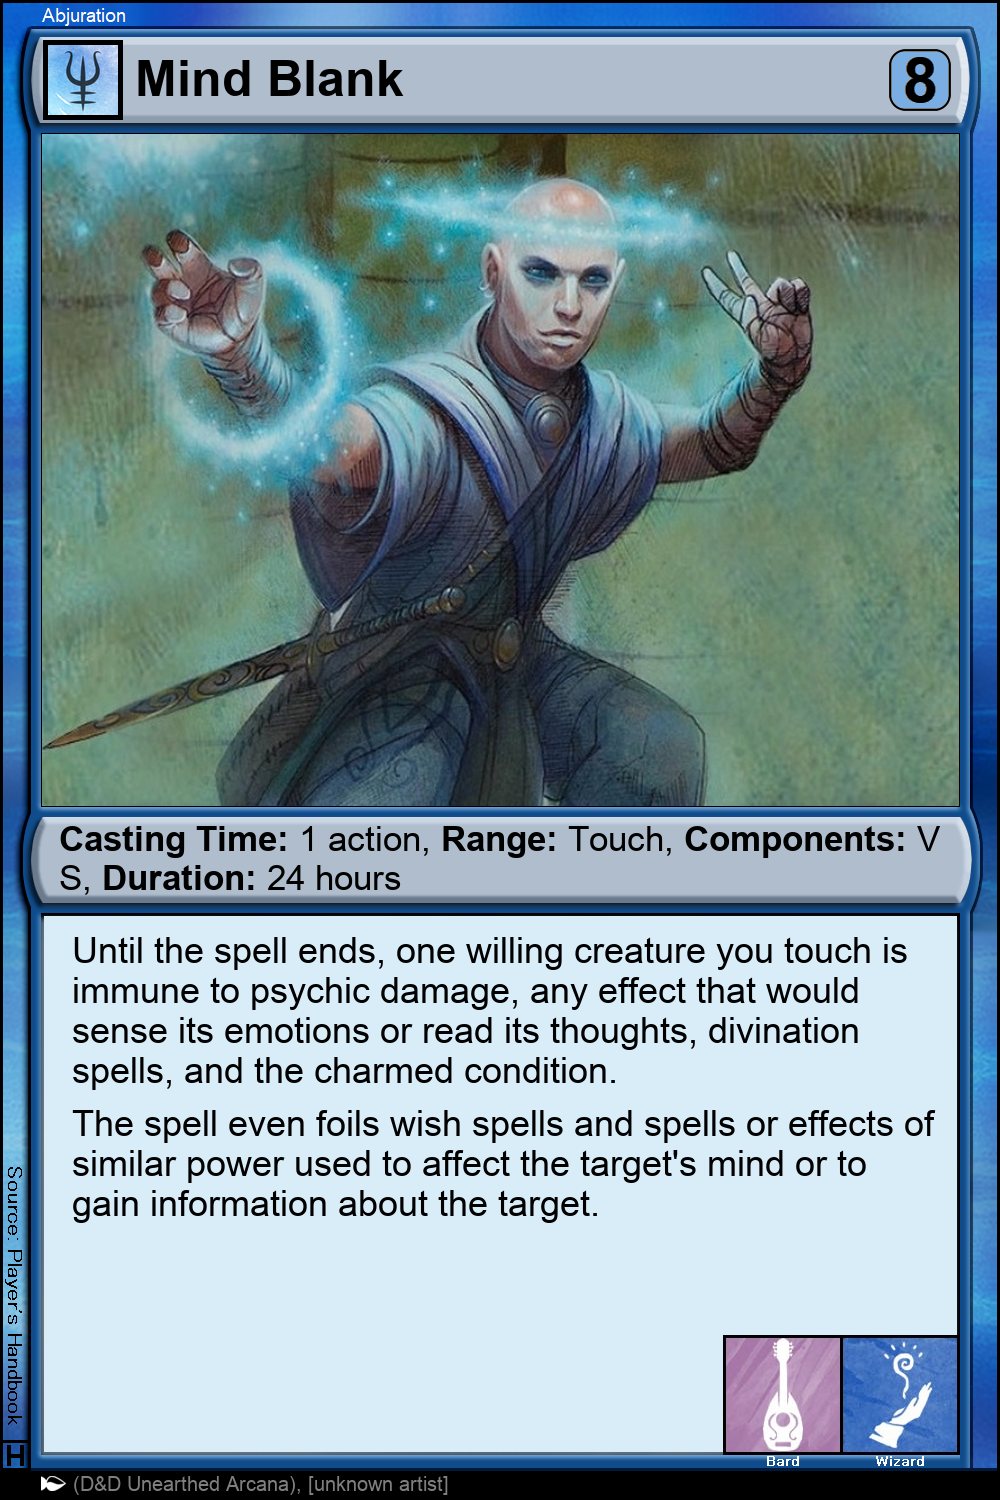 Abjuration
Mind Blank
8
Casting Time: 1 action, Range: Touch, Components: V
S, Duration: 24 hours
Until the spell ends, one willing creature you touch is
immune to psychic damage, any effect that would
sense its emotions or read its thoughts, divination
spells, and the charmed condition.
The spell even foils wish spells and spells or effects of
similar power used to affect the target's mind or to
gain information about the target.
Source: Player's Handbook
H
Bard
Wizard
(D&D Unearthed Arcana), [unknown artist]